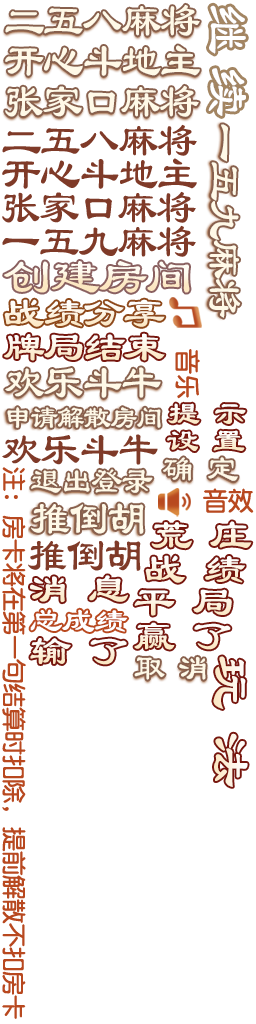 二五八麻将
开心斗地主
张家口麻将
二五八麻将
开心斗地主
张家口麻将
一五九麻将
创建房间
战绩分享
牌局结束
欢乐斗牛
申请解散房间
欢乐斗牛
退出登录
推倒胡
推倒胡
消息
总成绩
输了
继续
一五九麻将
音乐
提示
设置
确定
音效
荒庄
战绩
平局
赢了
取消
玩法
注：房卡将在第一句结算时扣除，提前解散不扣房卡